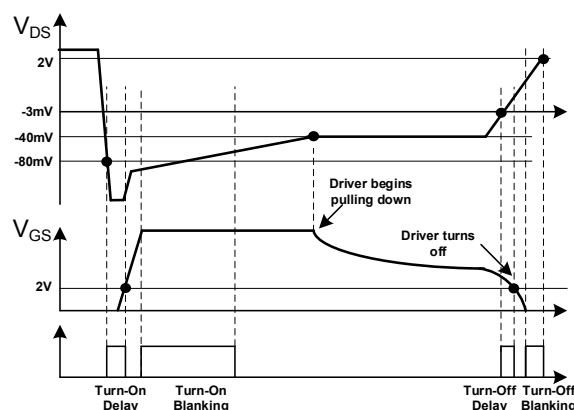 VDS
2V
-3mV
-40mV
-80mV
Driver begins
pulling down
VGS
Driver turns
off
2V
Turn-On
Delay
Turn-On
Blanking
Turn-Off
Delay
Turn-Off
Blanking